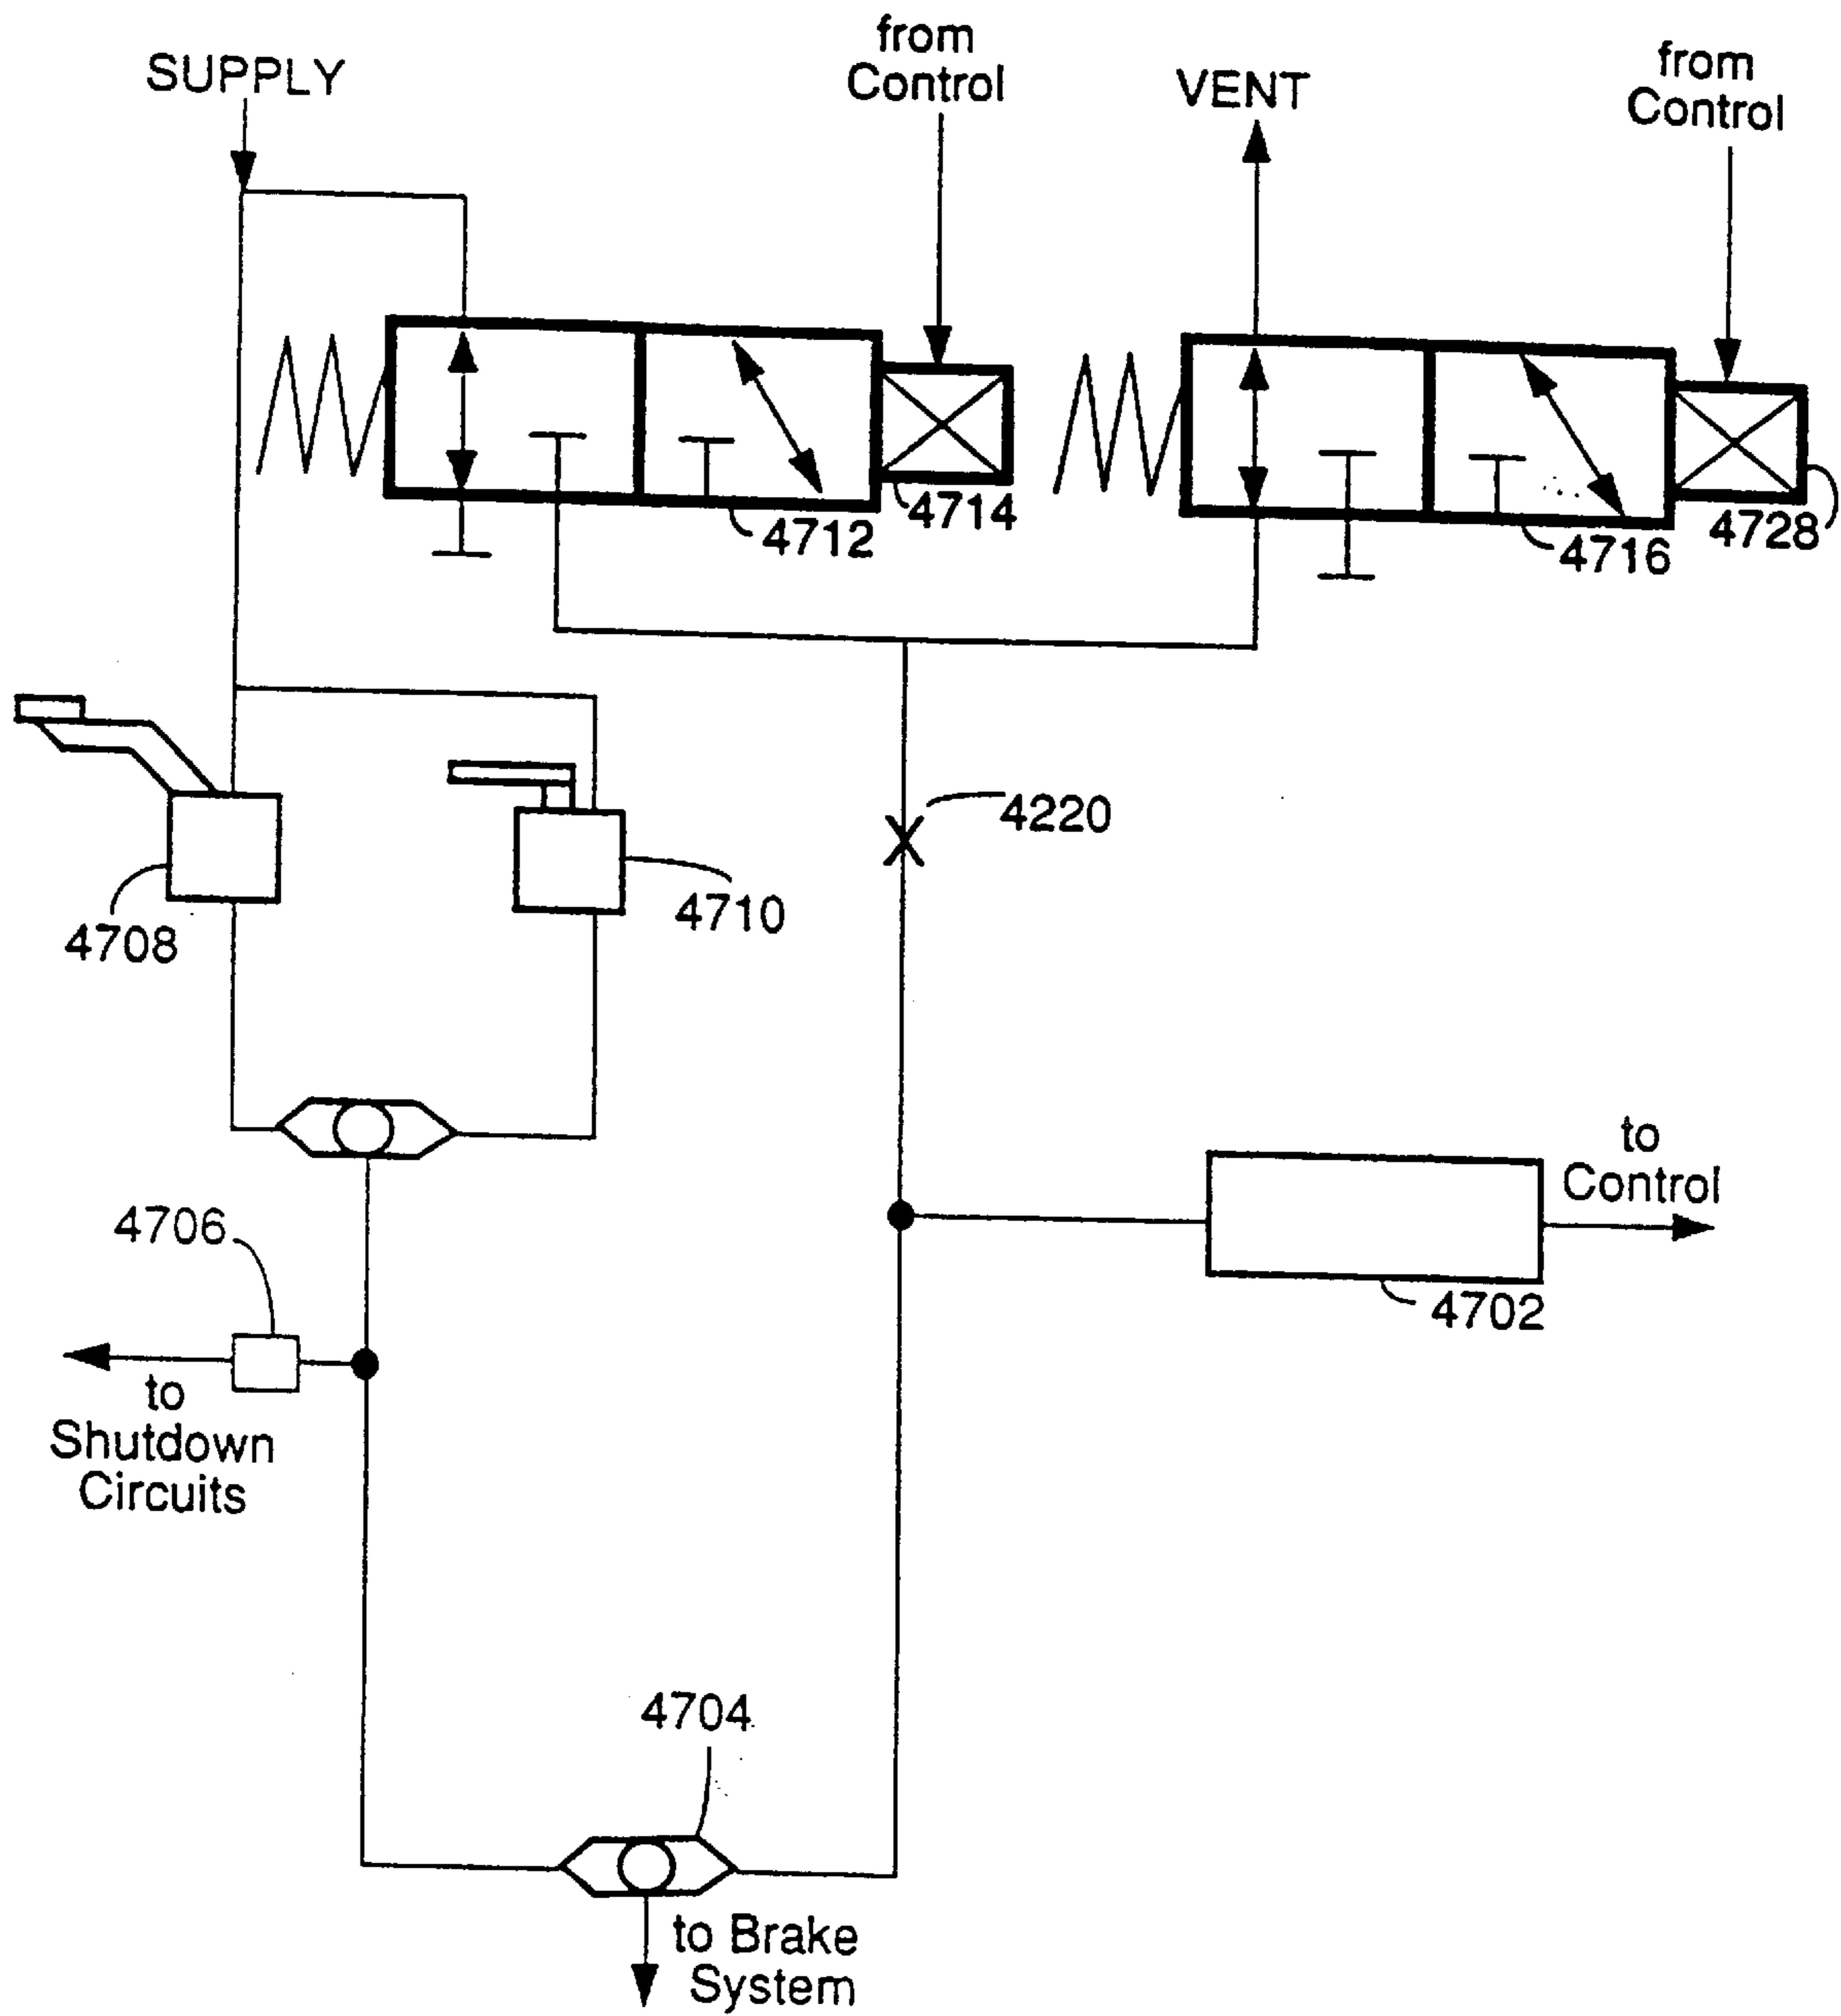 SUPPLY
from
Control
VENT
from
Control
4714
4712
4728
4716
4220
4710
4708
to
Control
4706
4702
to
Shutdown
Circuits
4704
to Brake
System